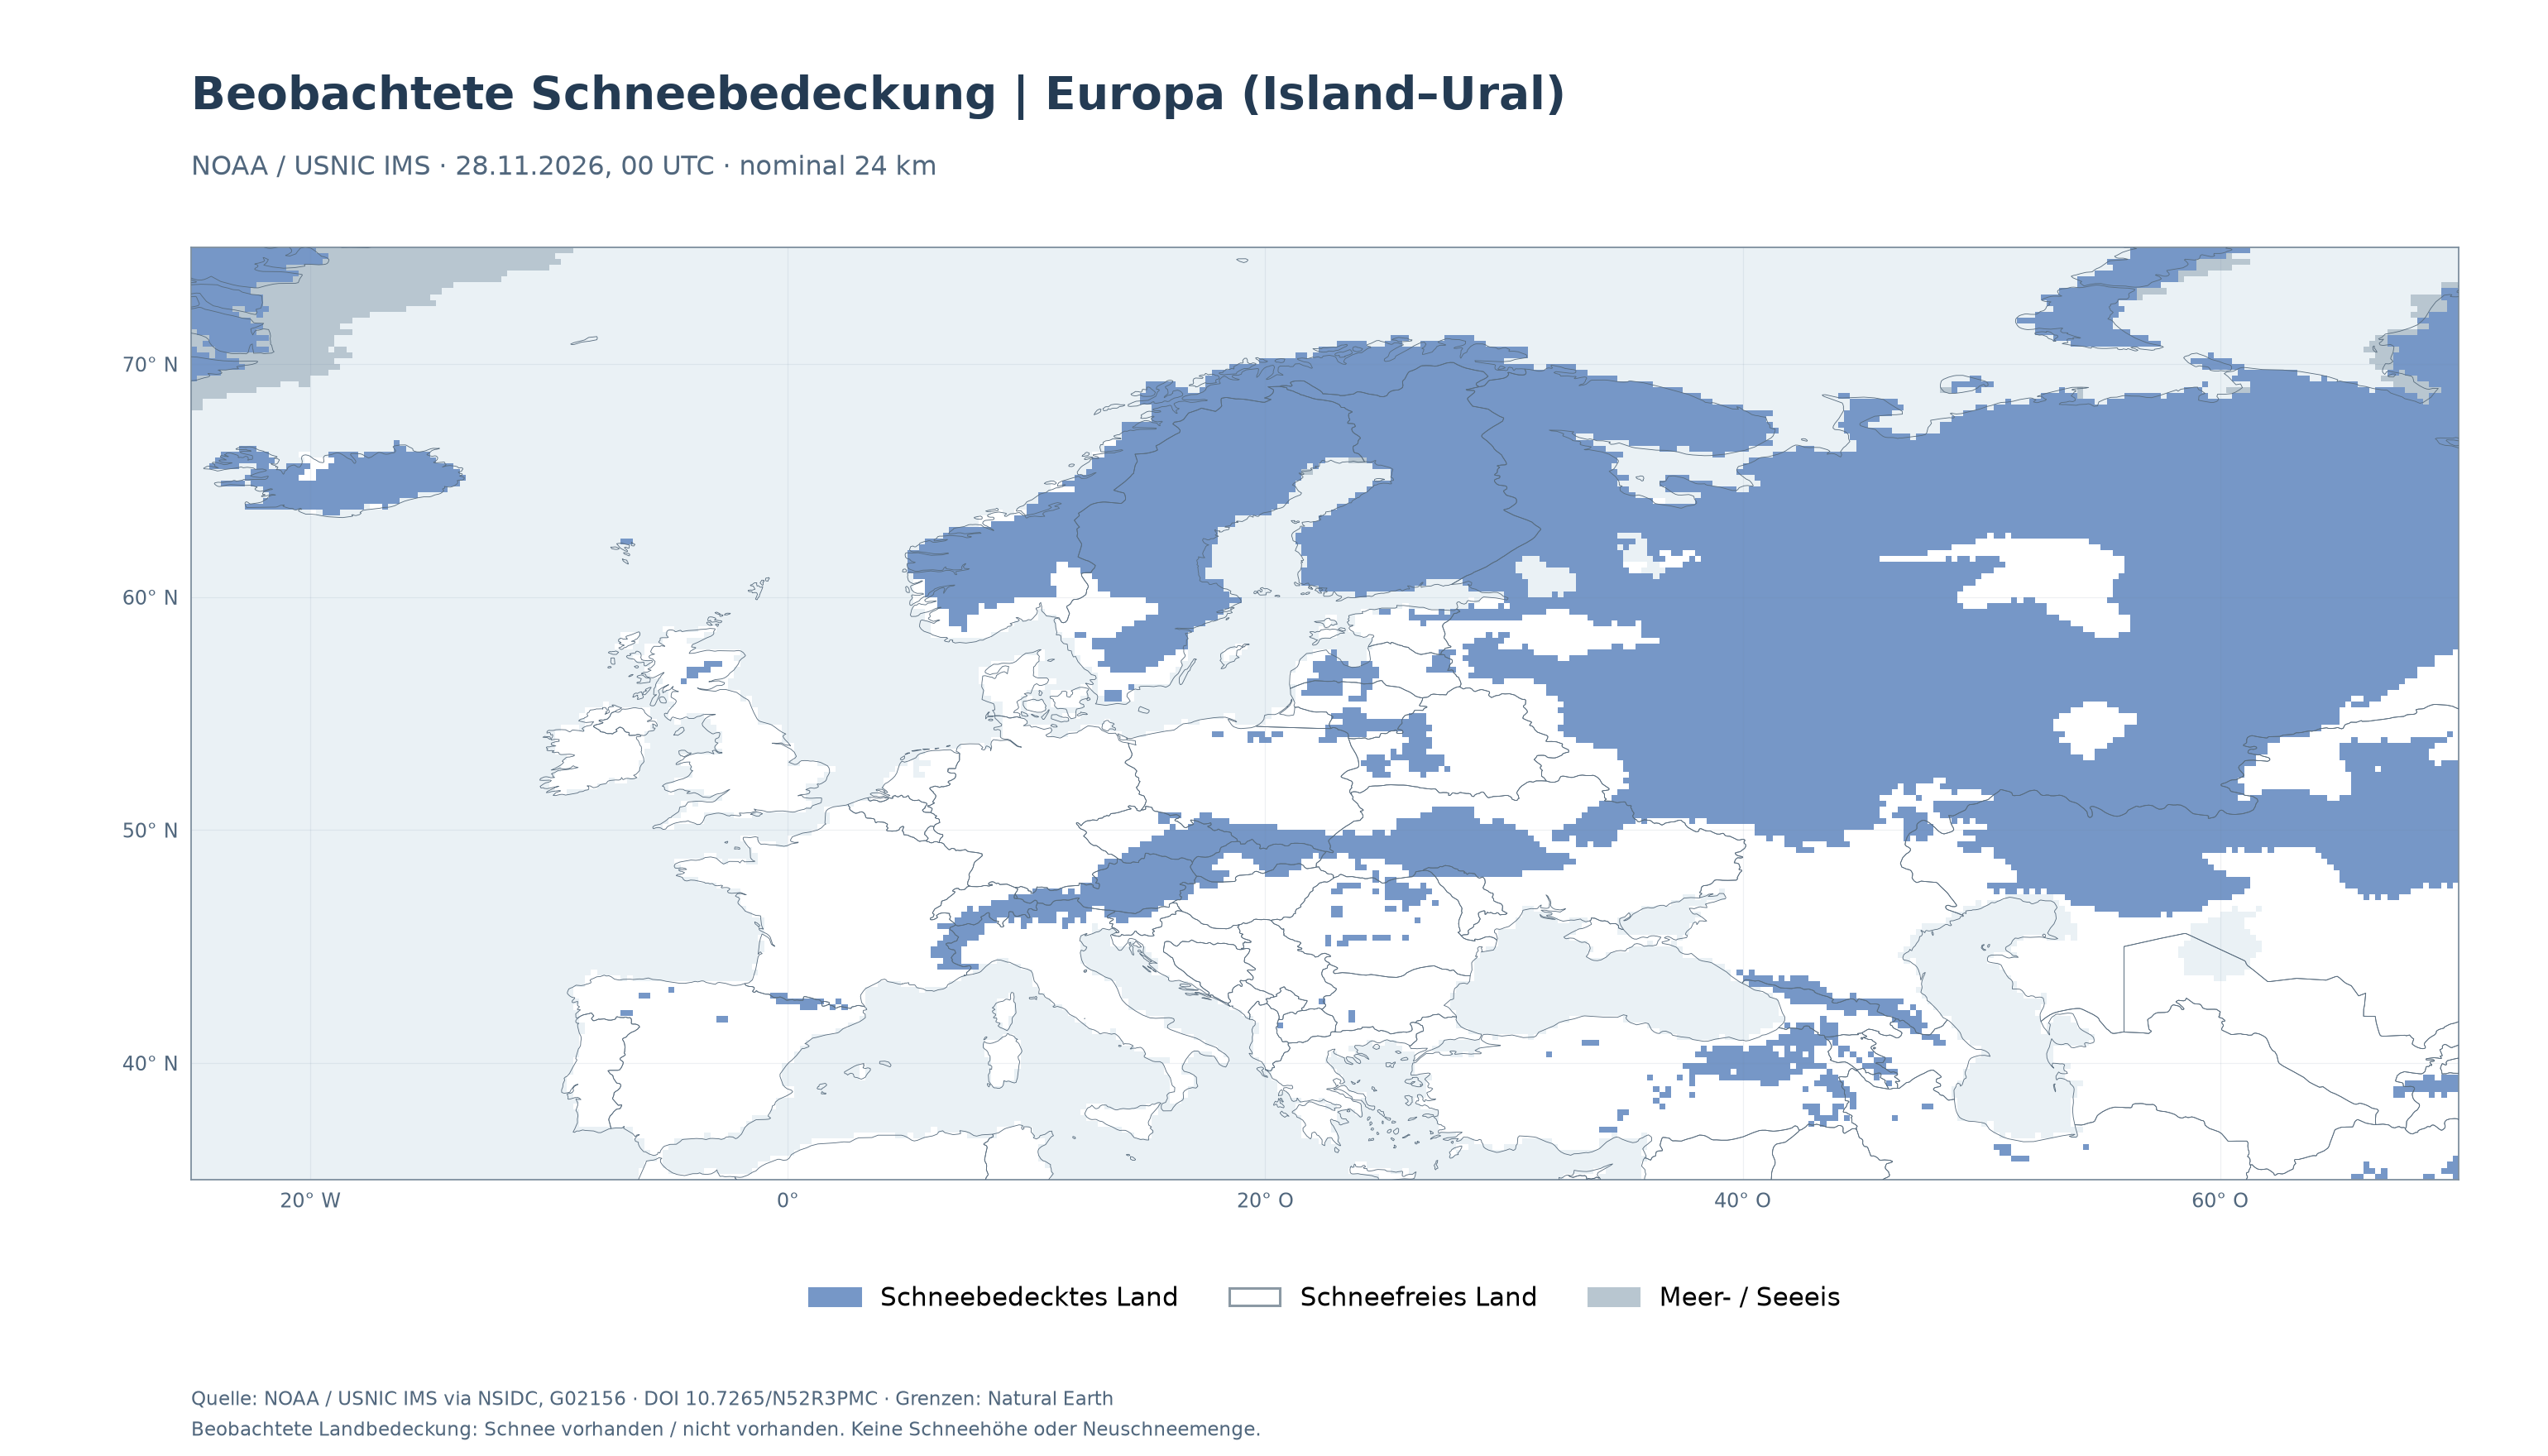 Beobachtete Schneebedeckung | Europa (Island–Ural)
NOAA / USNIC IMS · 28.11.2026, 00 UTC · nominal 24 km
70° N
60° N
50° N
40° N
20° W 0° 20° O 40° O 60° O
Schneebedecktes Land Schneefreies Land Meer- / Seeeis
Quelle: NOAA / USNIC IMS via NSIDC, G02156 · DOI 10.7265/N52R3PMC · Grenzen: Natural Earth
Beobachtete Landbedeckung: Schnee vorhanden / nicht vorhanden. Keine Schneehöhe oder Neuschneemenge.